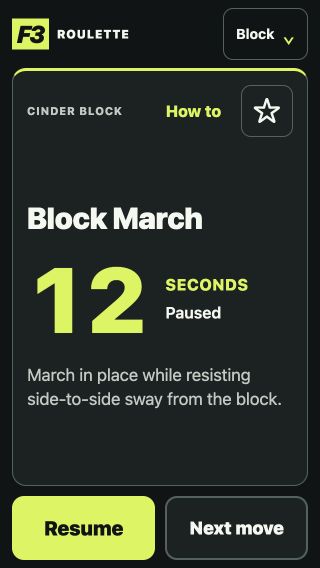 F3 ROULETTE
Block
CINDER BLOCK
How to
Block March
12
SECONDS
Paused
March in place while resisting
side-to-side sway from the block.
Resume
Next move